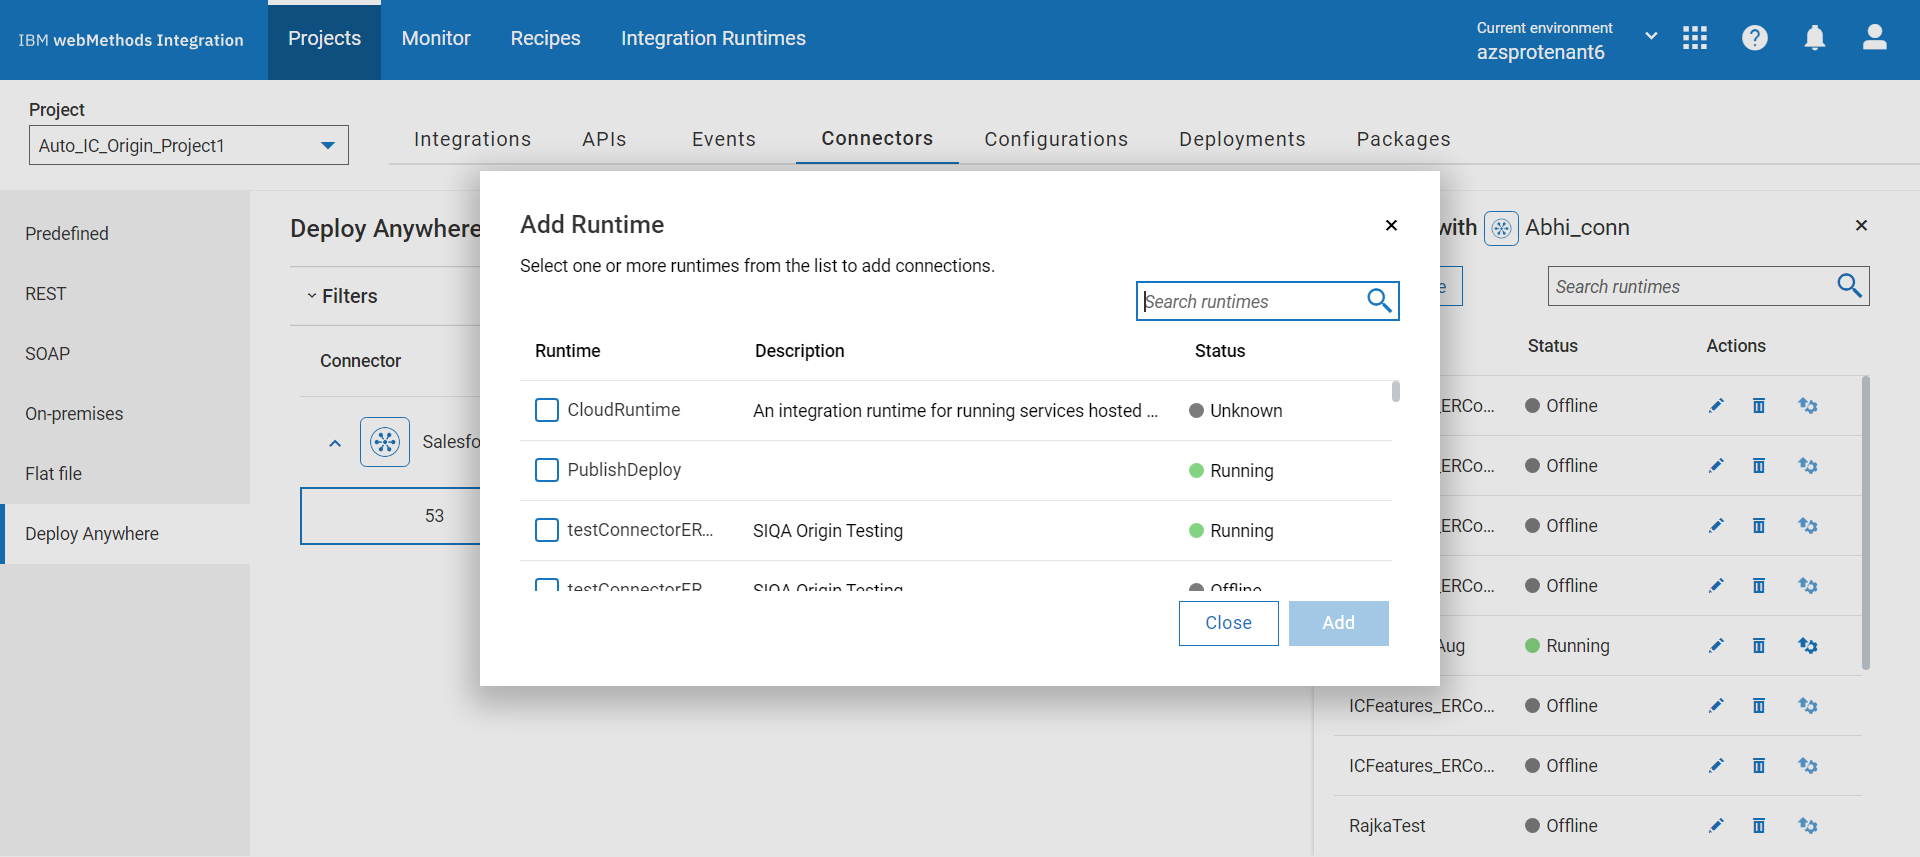 IBM webMethods Integration
Projects
Monitor
Recipes
Integration Runtimes
Current environment
azsprotenant6
Project
Auto_IC_Origin_Project1
Integrations
APIs
Events
Connectors
Configurations
Deployments
Packages
Predefined
REST
SOAP
On-premises
Flat file
Deploy Anywhere
Deploy Anywhere
Filters
Connector
Salesfo
53
Add Runtime
Select one or more runtimes from the list to add connections.
Search runtimes
Runtime Description Status
CloudRuntime An integration runtime for running services hosted ... Unknown
PublishDeploy Running
testConnectorER... SIQA Origin Testing Running
testConnectorER SIQA Origin Testing Offline
Close
Add
with Abhi_conn
e
Search runtimes
Status Actions
_ERCo... Offline
_ERCo... Offline
_ERCo... Offline
_ERCo... Offline
Aug Running
ICFeatures_ERCo... Offline
ICFeatures_ERCo... Offline
RajkaTest Offline